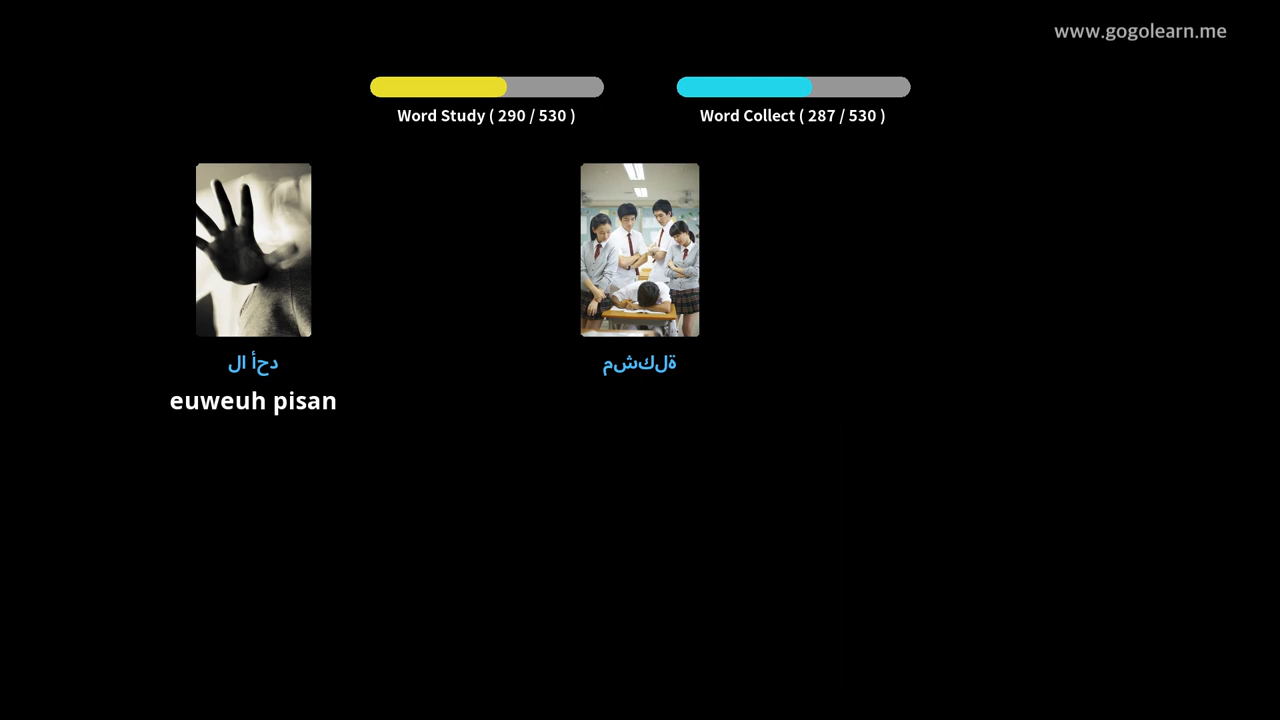 www.gogolearn.me
Word Study ( 290 / 530 )
Word Collect ( 287 / 530 )
دحأ ال
ةلكشم
euweuh pisan